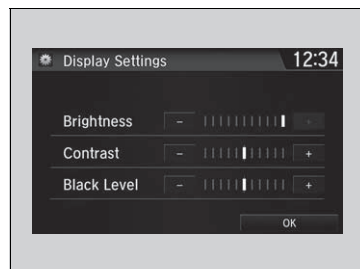 Display Settings 12:34
Brightness – +
Contrast – +
Black Level – +
OK